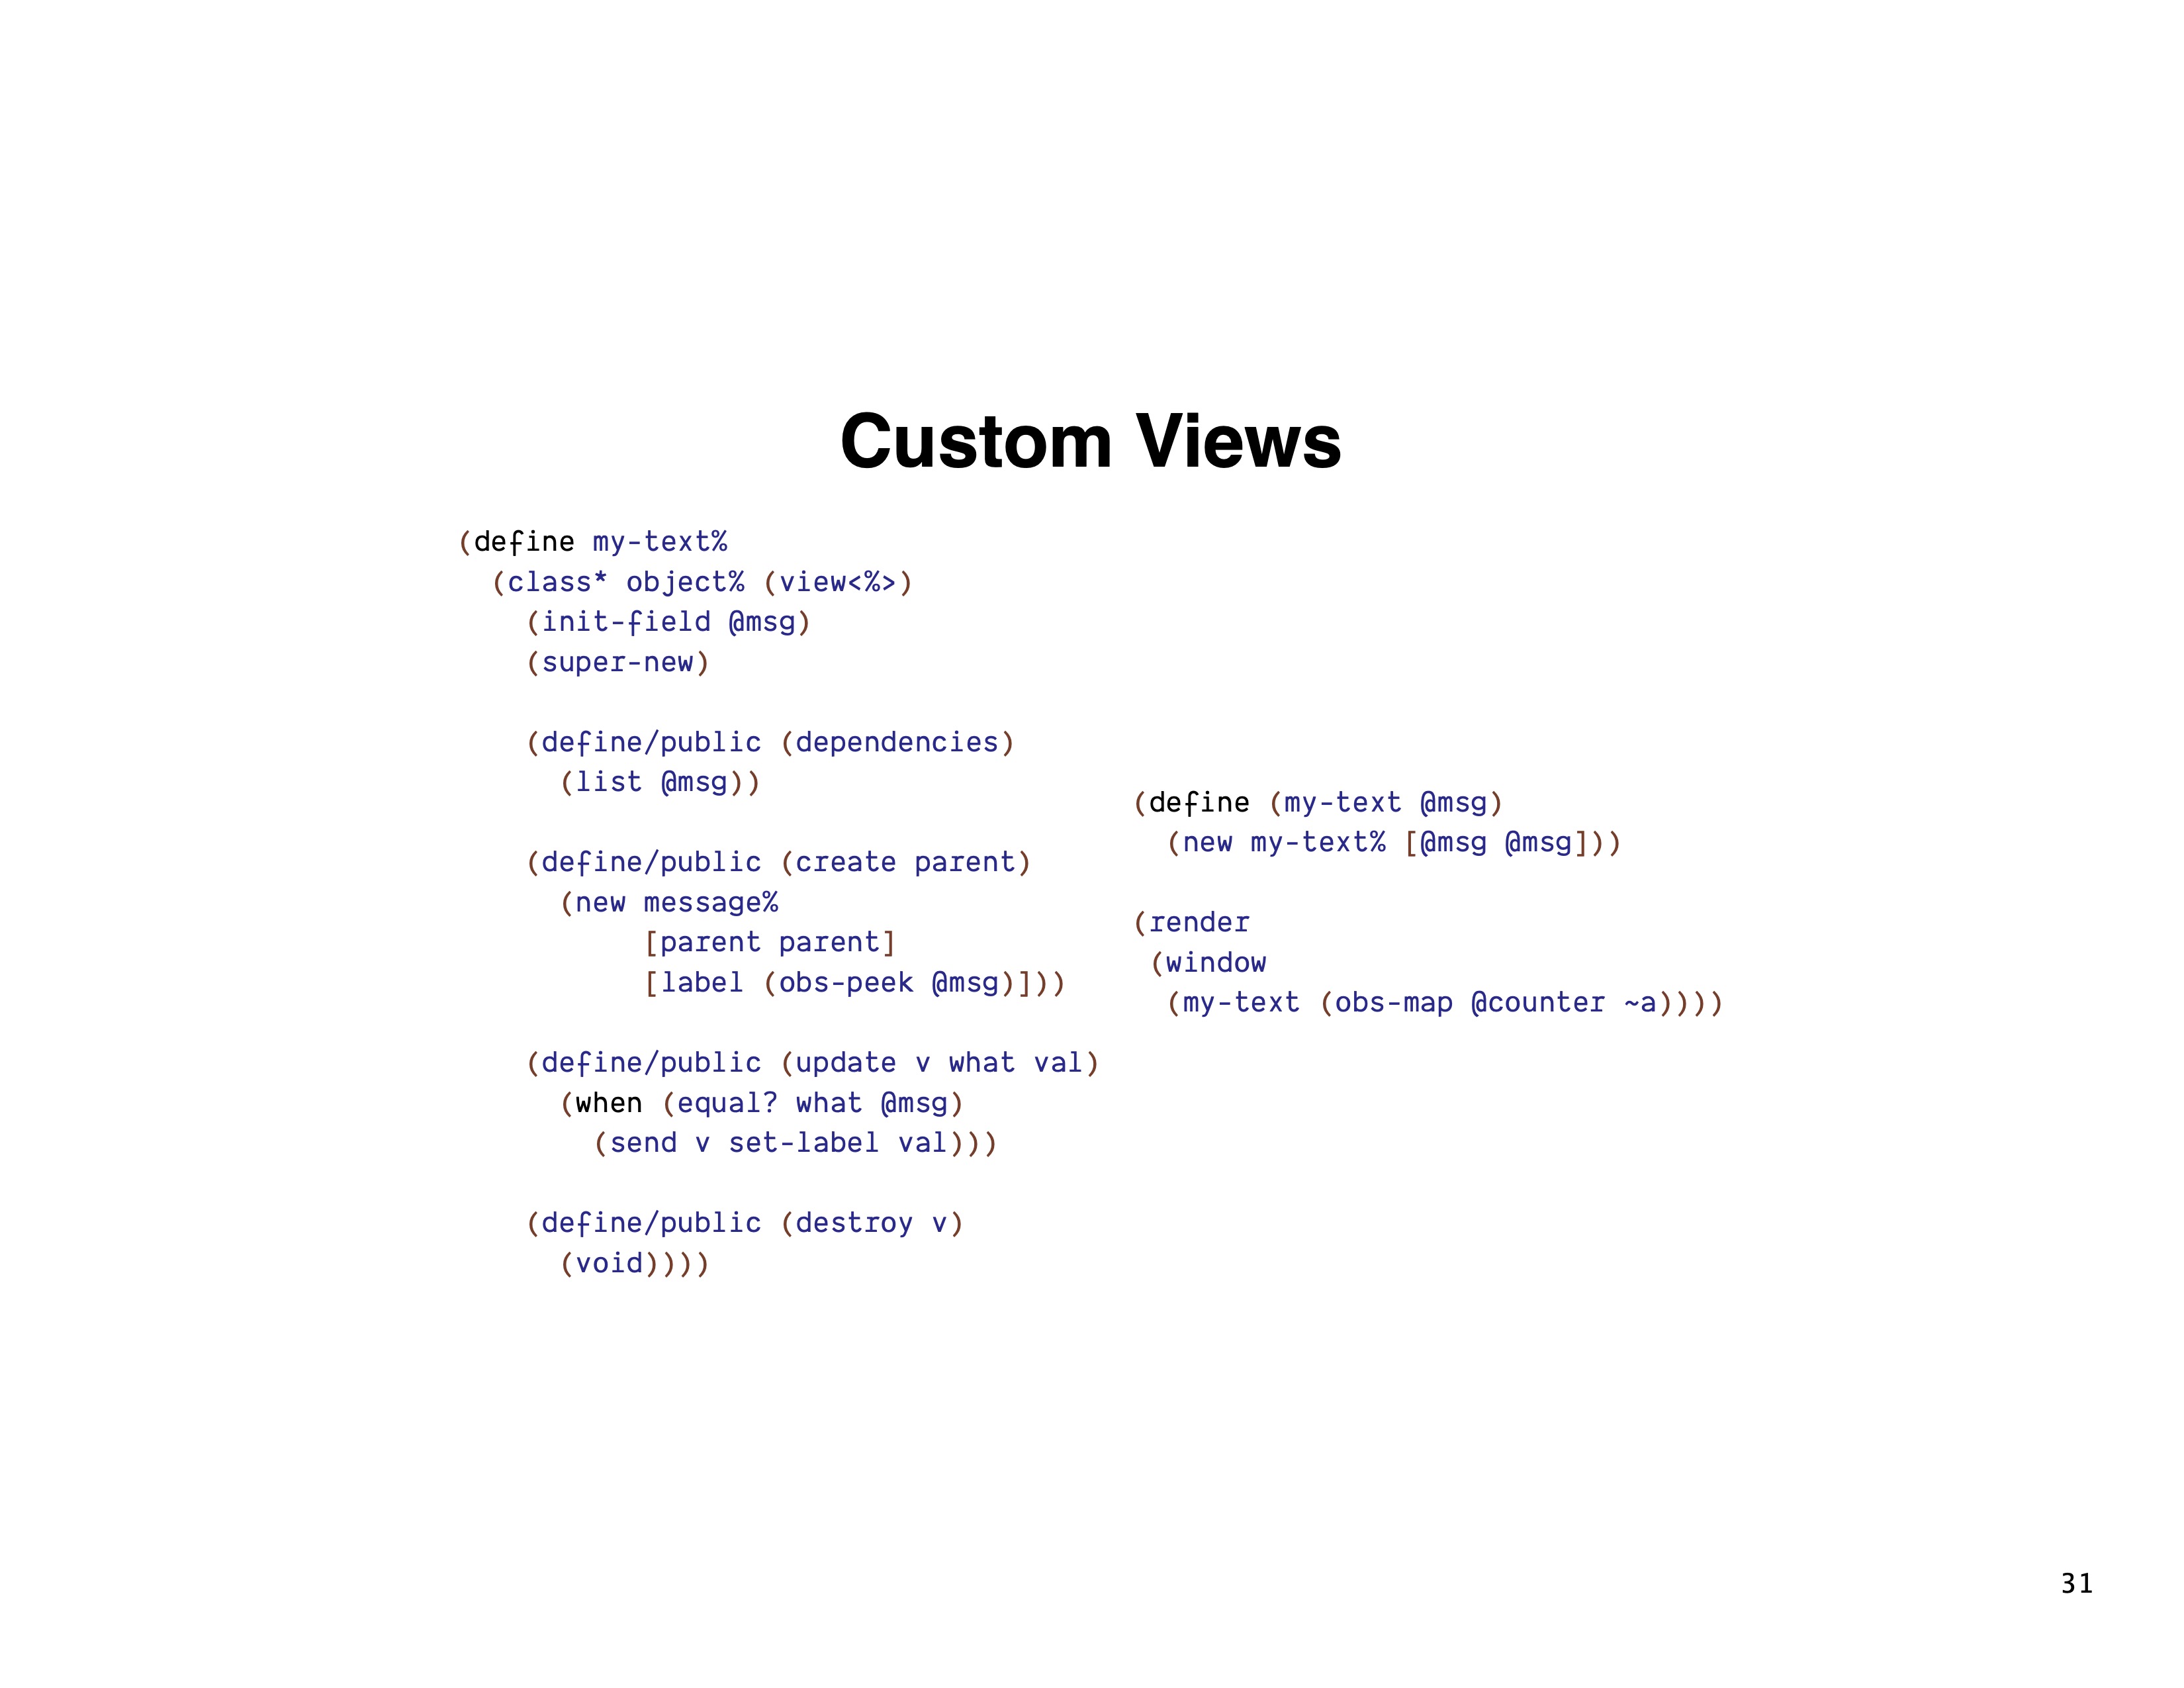 Custom Views
(define my-text%
  (class* object% (view<%>)
    (init-field @msg)
    (super-new)

    (define/public (dependencies)
      (list @msg))

    (define/public (create parent)
      (new message%
           [parent parent]
           [label (obs-peek @msg)]))

    (define/public (update v what val)
      (when (equal? what @msg)
        (send v set-label val)))

    (define/public (destroy v)
      (void))))

(define (my-text @msg)
  (new my-text% [@msg @msg]))

(render
 (window
  (my-text (obs-map @counter ~a))))
31